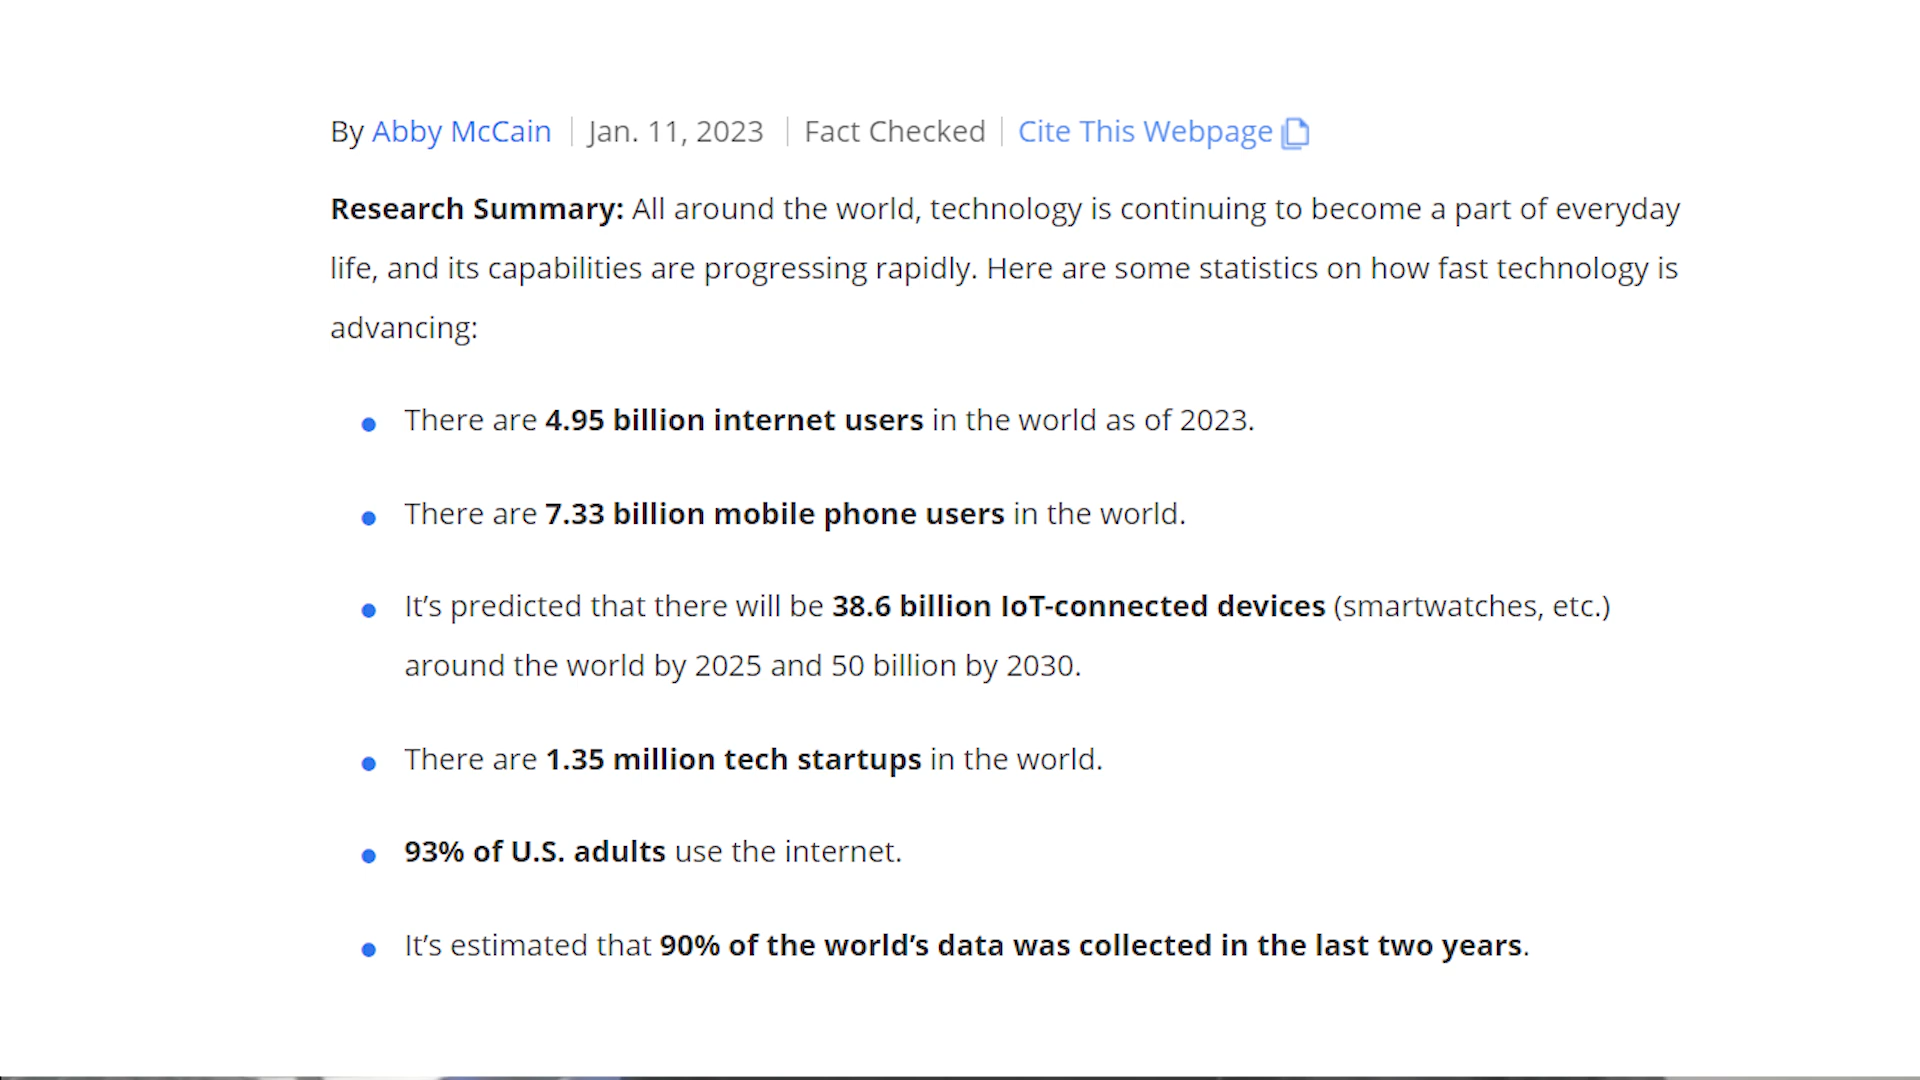 By Abby McCain | Jan. 11, 2023 | Fact Checked | Cite This Webpage
Research Summary: All around the world, technology is continuing to become a part of everyday
life, and its capabilities are progressing rapidly. Here are some statistics on how fast technology is
advancing:
There are 4.95 billion internet users in the world as of 2023.
There are 7.33 billion mobile phone users in the world.
It’s predicted that there will be 38.6 billion IoT-connected devices (smartwatches, etc.)
around the world by 2025 and 50 billion by 2030.
There are 1.35 million tech startups in the world.
93% of U.S. adults use the internet.
It’s estimated that 90% of the world’s data was collected in the last two years.